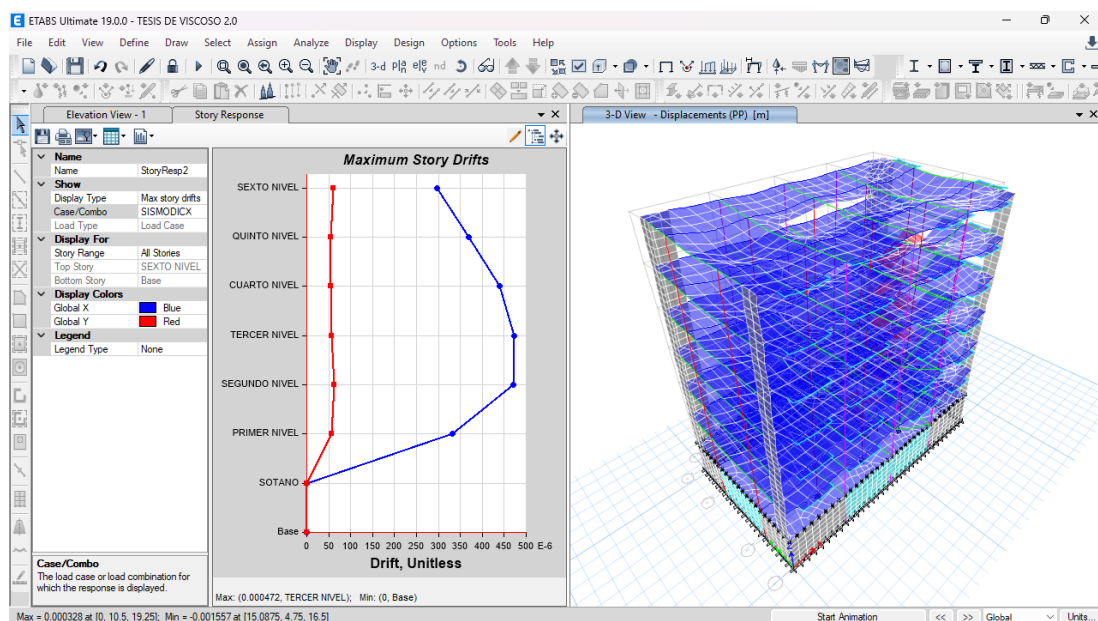 ETABS Ultimate 19.0.0 - TESIS DE VISCOSO 2.0
File Edit View Define Draw Select Assign Analyze Display Design Options Tools Help
3-d
nd
Elevation View - 1 Story Response
3-D View - Displacements (PP) [m]
Name
Name StoryResp2
Show
Display Type Max story drifts
Case/Combo SISMODICX
Load Type Load Case
Display For
Story Range All Stories
Top Story SEXTO NIVEL
Bottom Story Base
Display Colors
Global X Blue
Global Y Red
Legend
Legend Type None
Case/Combo
The load case or load combination for
which the response is displayed.
Maximum Story Drifts
SEXTO NIVEL
QUINTO NIVEL
CUARTO NIVEL
TERCER NIVEL
SEGUNDO NIVEL
PRIMER NIVEL
SOTANO
Base
0 50 100 150 200 250 300 350 400 450 500 E-6
Drift, Unitless
Max: (0.000472, TERCER NIVEL); Min: (0, Base)
Max = 0.000328 at [0, 10.5, 19.25]; Min = -0.001557 at [15.0875, 4.75, 16.5]
Start Animation << >> Global Units...